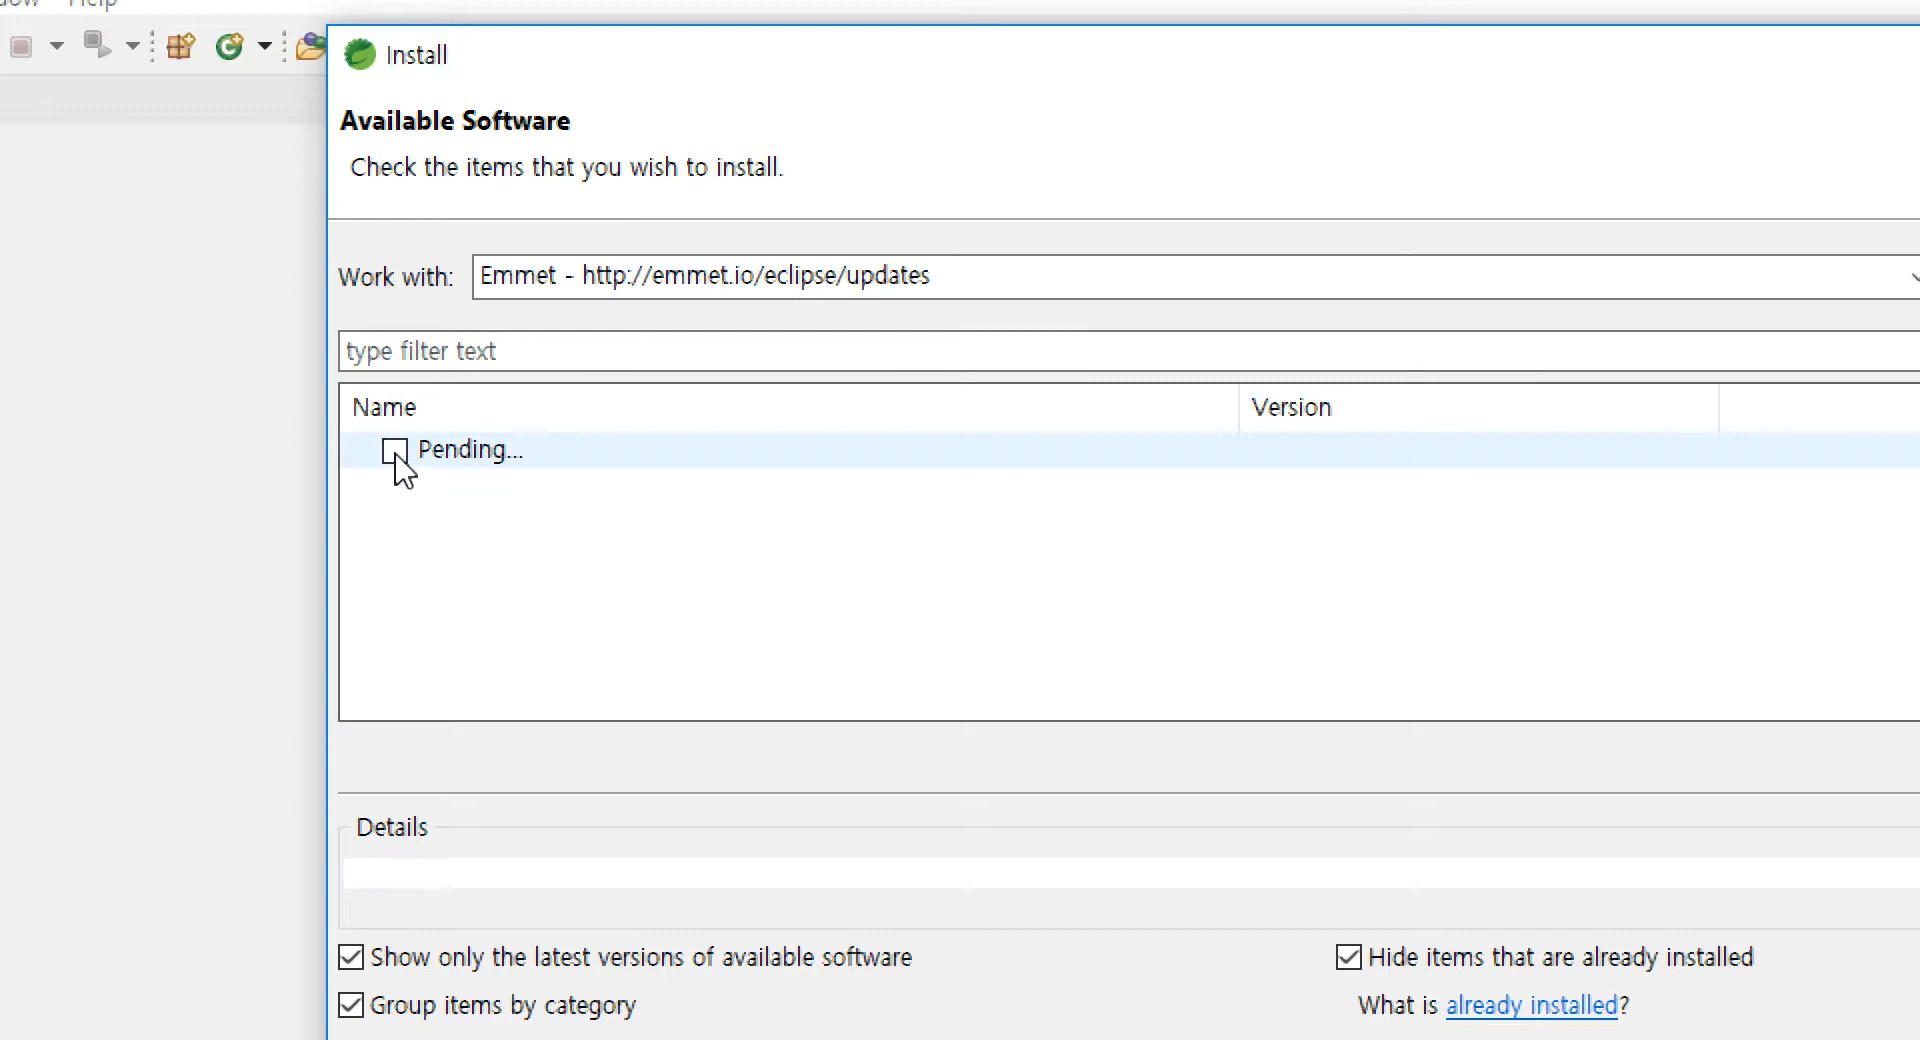 Help
Install
Available Software
Check the items that you wish to install.
Work with: Emmet - http://emmet.io/eclipse/updates
type filter text
Name Version
Pending...
Details
Show only the latest versions of available software Hide items that are already installed
Group items by category What is already installed?